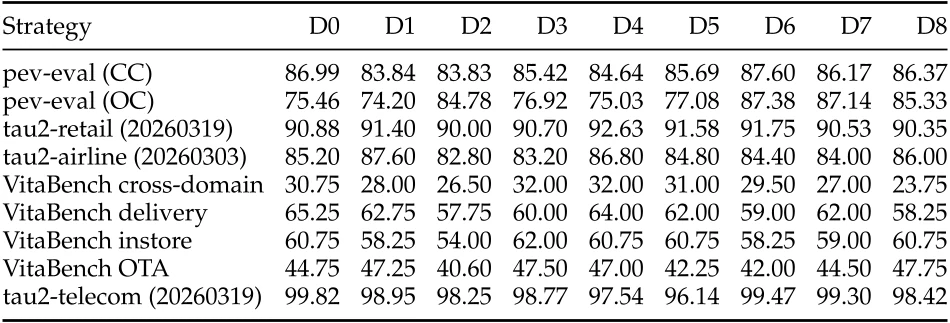 Strategy D0 D1 D2 D3 D4 D5 D6 D7 D8
pev-eval (CC) 86.99 83.84 83.83 85.42 84.64 85.69 87.60 86.17 86.37
pev-eval (OC) 75.46 74.20 84.78 76.92 75.03 77.08 87.38 87.14 85.33
tau2-retail (20260319) 90.88 91.40 90.00 90.70 92.63 91.58 91.75 90.53 90.35
tau2-airline (20260303) 85.20 87.60 82.80 83.20 86.80 84.80 84.40 84.00 86.00
VitaBench cross-domain 30.75 28.00 26.50 32.00 32.00 31.00 29.50 27.00 23.75
VitaBench delivery 65.25 62.75 57.75 60.00 64.00 62.00 59.00 62.00 58.25
VitaBench instore 60.75 58.25 54.00 62.00 60.75 60.75 58.25 59.00 60.75
VitaBench OTA 44.75 47.25 40.60 47.50 47.00 42.25 42.00 44.50 47.75
tau2-telecom (20260319) 99.82 98.95 98.25 98.77 97.54 96.14 99.47 99.30 98.42